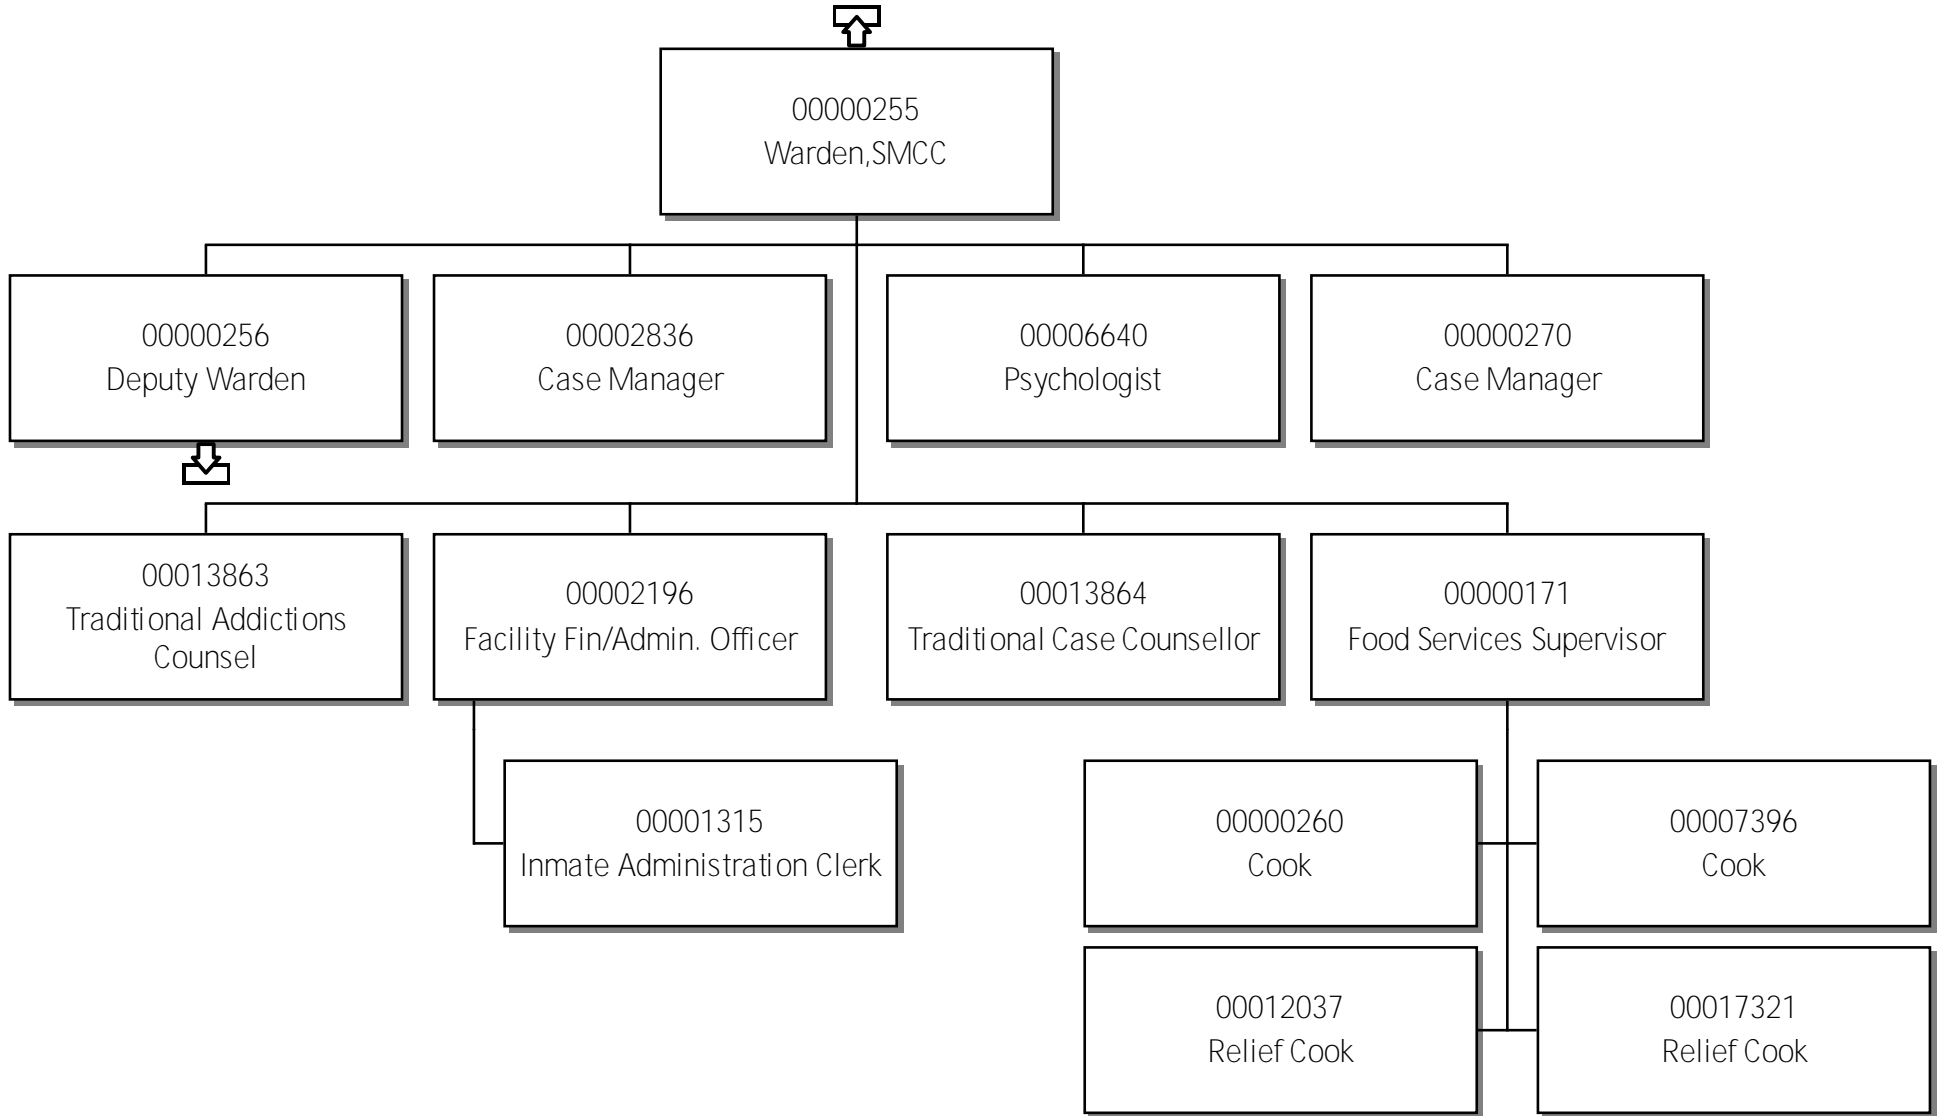 00000255
Warden,SMCC
00000256
Deputy Warden
00002836
Case Manager
00006640
Psychologist
00000270
Case Manager
00013863
Traditional Addictions
Counsel
00002196
Facility Fin/Admin. Officer
00013864
Traditional Case Counsellor
00000171
Food Services Supervisor
00001315
Inmate Administration Clerk
00000260
Cook
00007396
Cook
00012037
Relief Cook
00017321
Relief Cook